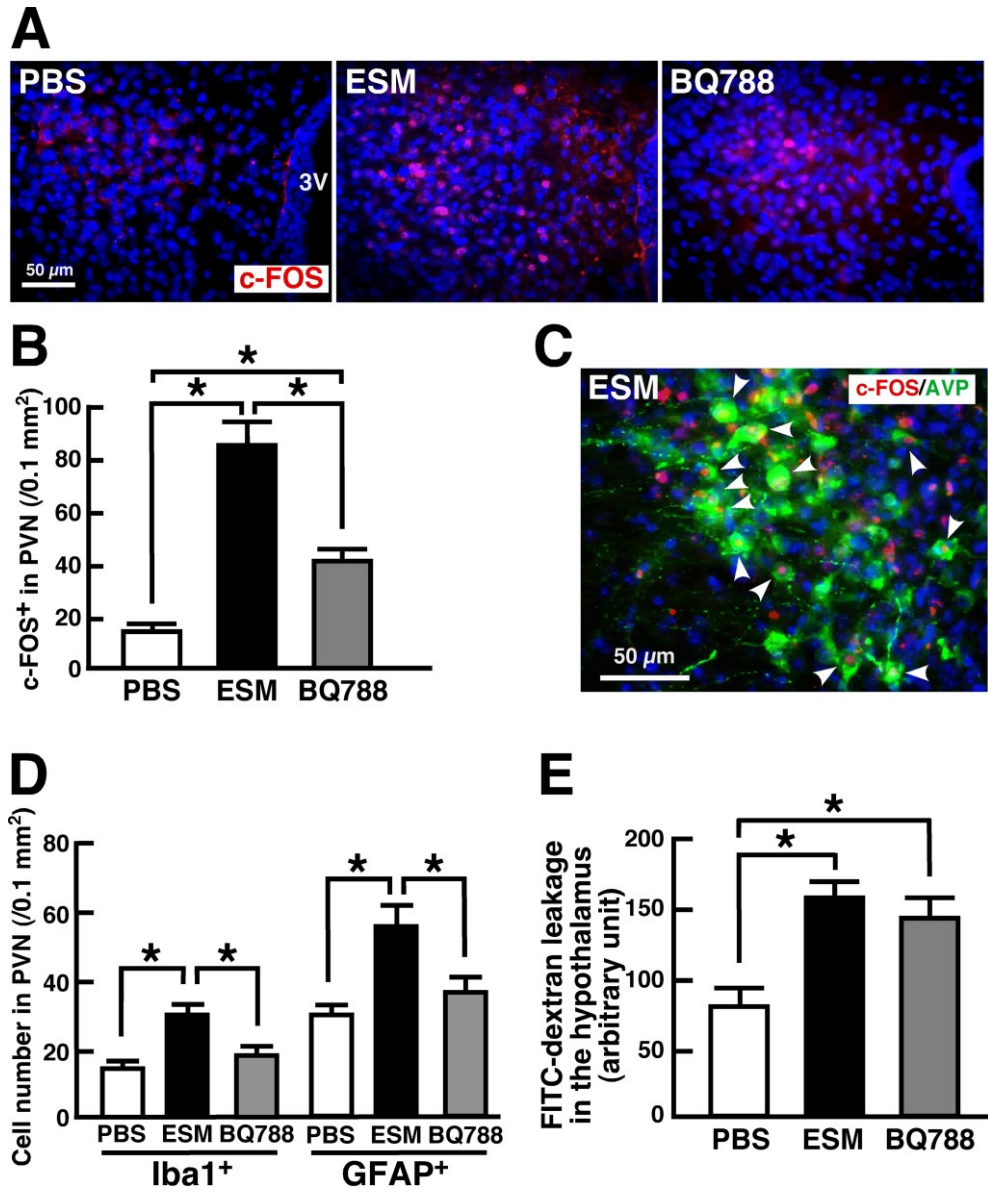 A
PBS
ESM
BQ788
3V
50 µm
c-FOS
B
c-FOS+ in PVN (/0.1 mm²)
100
80
60
40
20
0
*
*
*
PBS
ESM
BQ788
C
ESM
c-FOS/AVP
50 µm
D
Cell number in PVN (/0.1 mm²)
80
60
40
20
0
*
*
*
*
PBS
ESM
BQ788
PBS
ESM
BQ788
Iba1+
GFAP+
E
FITC-dextran leakage
in the hypothalamus
(arbitrary unit)
200
150
100
50
0
*
*
PBS
ESM
BQ788